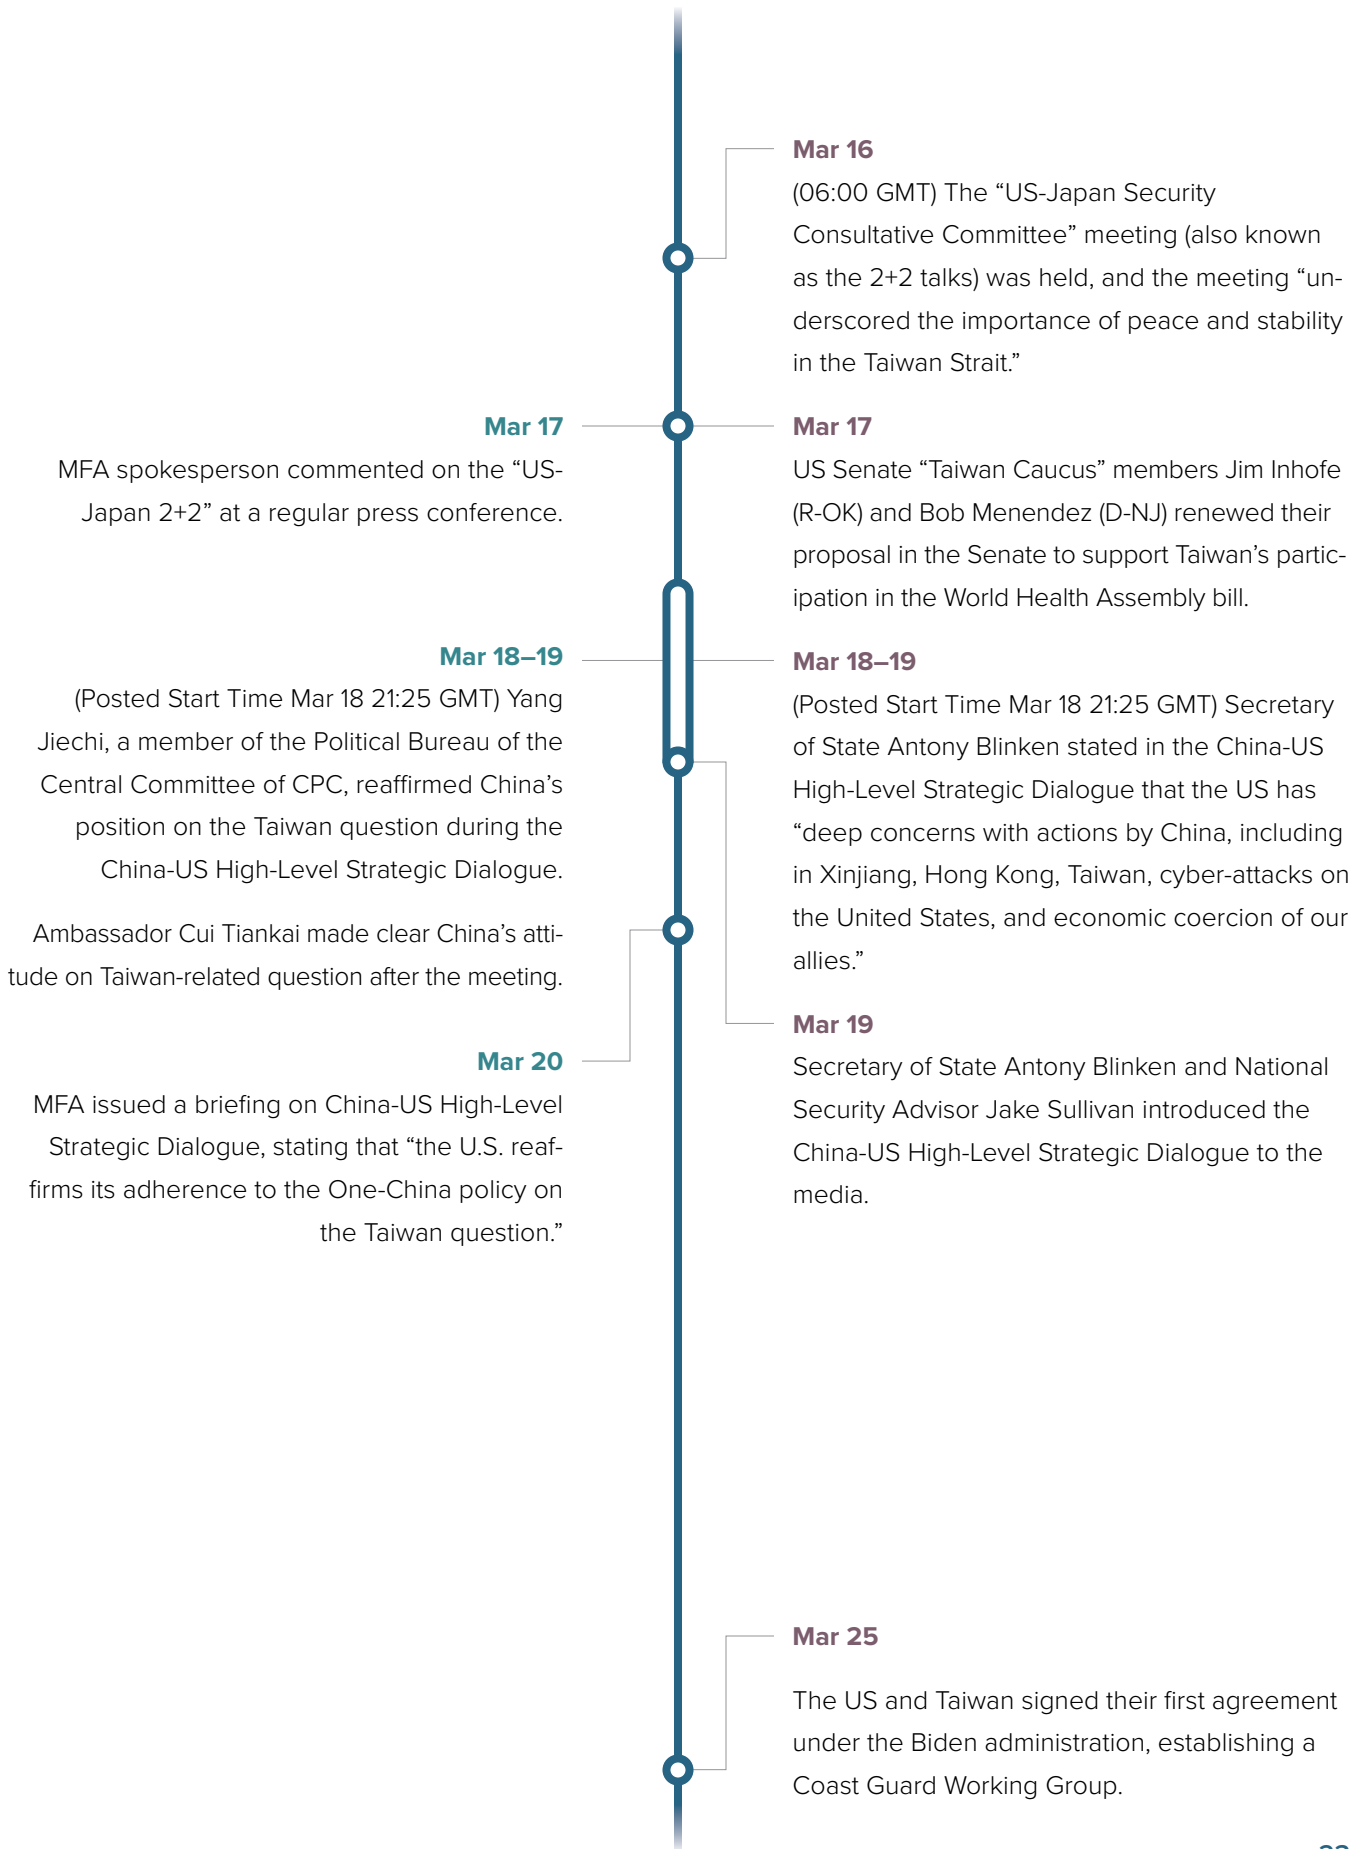 Mar 16
(06:00 GMT) The “US-Japan Security
Consultative Committee” meeting (also known
as the 2+2 talks) was held, and the meeting “un-
derscored the importance of peace and stability
in the Taiwan Strait.”
Mar 17
MFA spokesperson commented on the “US-
Japan 2+2” at a regular press conference.
Mar 17
US Senate “Taiwan Caucus” members Jim Inhofe
(R-OK) and Bob Menendez (D-NJ) renewed their
proposal in the Senate to support Taiwan’s partic-
ipation in the World Health Assembly bill.
Mar 18–19
(Posted Start Time Mar 18 21:25 GMT) Yang
Jiechi, a member of the Political Bureau of the
Central Committee of CPC, reaffirmed China’s
position on the Taiwan question during the
China-US High-Level Strategic Dialogue.
Ambassador Cui Tiankai made clear China’s atti-
tude on Taiwan-related question after the meeting.
Mar 18–19
(Posted Start Time Mar 18 21:25 GMT) Secretary
of State Antony Blinken stated in the China-US
High-Level Strategic Dialogue that the US has
“deep concerns with actions by China, including
in Xinjiang, Hong Kong, Taiwan, cyber-attacks on
the United States, and economic coercion of our
allies.”
Mar 19
Secretary of State Antony Blinken and National
Security Advisor Jake Sullivan introduced the
China-US High-Level Strategic Dialogue to the
media.
Mar 20
MFA issued a briefing on China-US High-Level
Strategic Dialogue, stating that “the U.S. reaf-
firms its adherence to the One-China policy on
the Taiwan question.”
Mar 25
The US and Taiwan signed their first agreement
under the Biden administration, establishing a
Coast Guard Working Group.